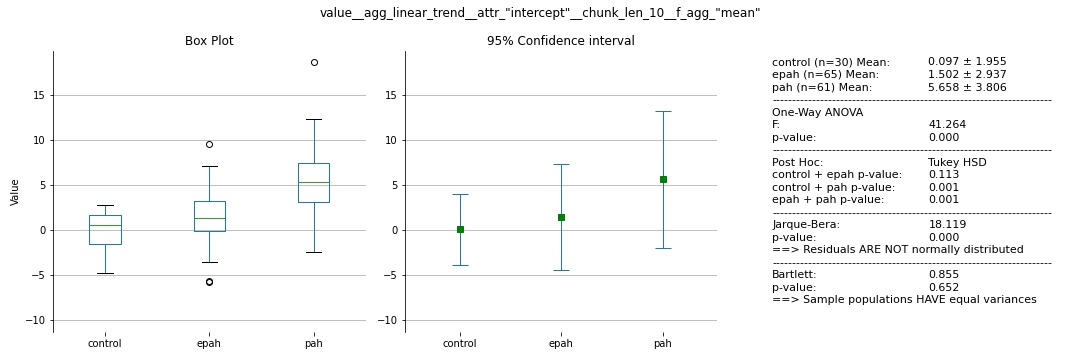 value__agg_linear_trend__attr_"intercept"__chunk_len_10__f_agg_"mean"
Box Plot
Value
15
10
5
0
−5
−10
control
epah
pah
95% Confidence interval
15
10
5
0
−5
−10
control
epah
pah
control (n=30) Mean: 0.097 ± 1.955
epah (n=65) Mean: 1.502 ± 2.937
pah (n=61) Mean: 5.658 ± 3.806
One-Way ANOVA
F: 41.264
p-value: 0.000
Post Hoc: Tukey HSD
control + epah p-value: 0.113
control + pah p-value: 0.001
epah + pah p-value: 0.001
Jarque-Bera: 18.119
p-value: 0.000
==> Residuals ARE NOT normally distributed
Bartlett: 0.855
p-value: 0.652
==> Sample populations HAVE equal variances